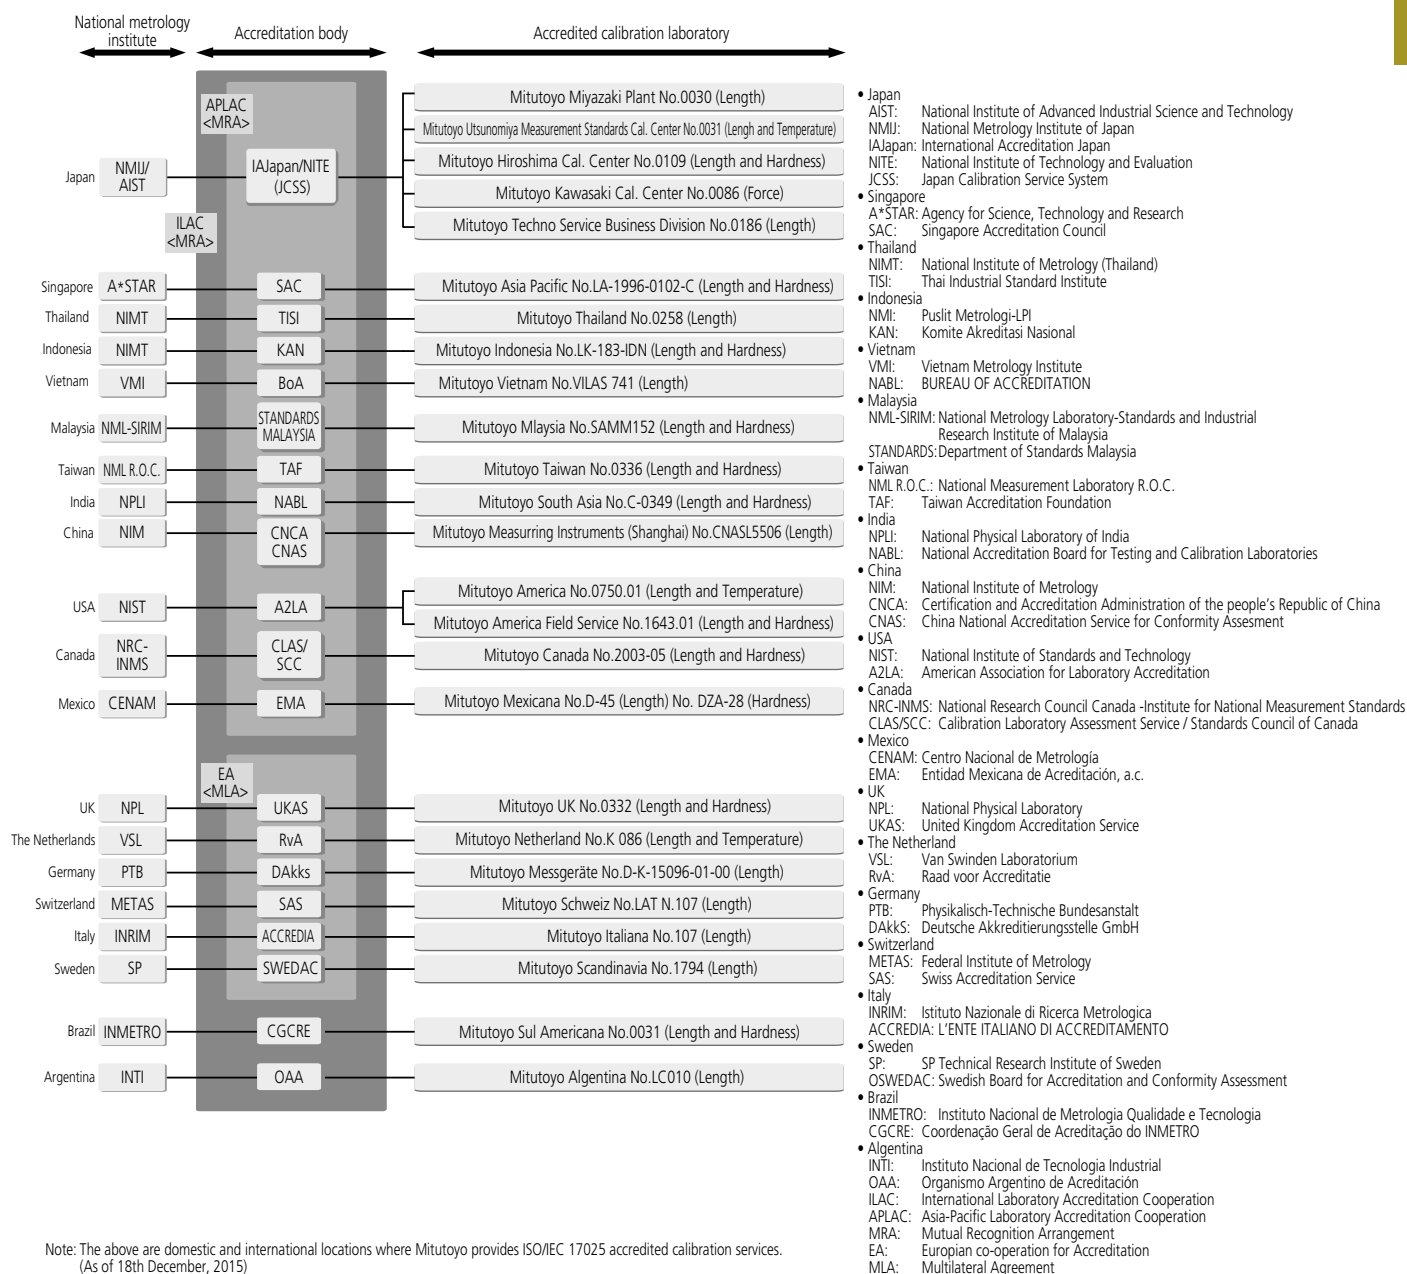 National metrology
institute
Accreditation body
Accredited calibration laboratory
APLAC
<MRA>
ILAC
<MRA>
Japan
NMIJ/
AIST
IAJapan/NITE
(JCSS)
Mitutoyo Miyazaki Plant No.0030 (Length)
Mitutoyo Utsunomiya Measurement Standards Cal. Center No.0031 (Lengh and Temperature)
Mitutoyo Hiroshima Cal. Center No.0109 (Length and Hardness)
Mitutoyo Kawasaki Cal. Center No.0086 (Force)
Mitutoyo Techno Service Business Division No.0186 (Length)
Singapore A*STAR SAC Mitutoyo Asia Pacific No.LA-1996-0102-C (Length and Hardness)
Thailand NIMT TISI Mitutoyo Thailand No.0258 (Length)
Indonesia NIMT KAN Mitutoyo Indonesia No.LK-183-IDN (Length and Hardness)
Vietnam VMI BoA Mitutoyo Vietnam No.VILAS 741 (Length)
Malaysia NML-SIRIM STANDARDS
MALAYSIA Mitutoyo Mlaysia No.SAMM152 (Length and Hardness)
Taiwan NML R.O.C. TAF Mitutoyo Taiwan No.0336 (Length and Hardness)
India NPLI NABL Mitutoyo South Asia No.C-0349 (Length and Hardness)
China NIM CNCA
CNAS Mitutoyo Measurring Instruments (Shanghai) No.CNASL5506 (Length)
USA NIST A2LA
Mitutoyo America No.0750.01 (Length and Temperature)
Mitutoyo America Field Service No.1643.01 (Length and Hardness)
Canada NRC-
INMS CLAS/
SCC Mitutoyo Canada No.2003-05 (Length and Hardness)
Mexico CENAM EMA Mitutoyo Mexicana No.D-45 (Length) No. DZA-28 (Hardness)
EA
<MLA>
UK NPL UKAS Mitutoyo UK No.0332 (Length and Hardness)
The Netherlands VSL RvA Mitutoyo Netherland No.K 086 (Length and Temperature)
Germany PTB DAkks Mitutoyo Messgeräte No.D-K-15096-01-00 (Length)
Switzerland METAS SAS Mitutoyo Schweiz No.LAT N.107 (Length)
Italy INRIM ACCREDIA Mitutoyo Italiana No.107 (Length)
Sweden SP SWEDAC Mitutoyo Scandinavia No.1794 (Length)
Brazil INMETRO CGCRE Mitutoyo Sul Americana No.0031 (Length and Hardness)
Argentina INTI OAA Mitutoyo Algentina No.LC010 (Length)
• Japan
AIST: National Institute of Advanced Industrial Science and Technology
NMIJ: National Metrology Institute of Japan
IAJapan: International Accreditation Japan
NITE: National Institute of Technology and Evaluation
JCSS: Japan Calibration Service System
• Singapore
A*STAR: Agency for Science, Technology and Research
SAC: Singapore Accreditation Council
• Thailand
NIMT: National Institute of Metrology (Thailand)
TISI: Thai Industrial Standard Institute
• Indonesia
NMI: Puslit Metrologi-LPI
KAN: Komite Akreditasi Nasional
• Vietnam
VMI: Vietnam Metrology Institute
NABL: BUREAU OF ACCREDITATION
• Malaysia
NML-SIRIM: National Metrology Laboratory-Standards and Industrial
Research Institute of Malaysia
STANDARDS: Department of Standards Malaysia
• Taiwan
NML R.O.C.: National Measurement Laboratory R.O.C.
TAF: Taiwan Accreditation Foundation
• India
NPLI: National Physical Laboratory of India
NABL: National Accreditation Board for Testing and Calibration Laboratories
• China
NIM: National Institute of Metrology
CNCA: Certification and Accreditation Administration of the people's Republic of China
CNAS: China National Accreditation Service for Conformity Assesment
• USA
NIST: National Institute of Standards and Technology
A2LA: American Association for Laboratory Accreditation
• Canada
NRC-INMS: National Research Council Canada -Institute for National Measurement Standards
CLAS/SCC: Calibration Laboratory Assessment Service / Standards Council of Canada
• Mexico
CENAM: Centro Nacional de Metrología
EMA: Entidad Mexicana de Acreditación, a.c.
• UK
NPL: National Physical Laboratory
UKAS: United Kingdom Accreditation Service
• The Netherland
VSL: Van Swinden Laboratorium
RvA: Raad voor Accreditatie
• Germany
PTB: Physikalisch-Technische Bundesanstalt
DAkkS: Deutsche Akkreditierungsstelle GmbH
• Switzerland
METAS: Federal Institute of Metrology
SAS: Swiss Accreditation Service
• Italy
INRIM: Istituto Nazionale di Ricerca Metrologica
ACCREDIA: L'ENTE ITALIANO DI ACCREDITAMENTO
• Sweden
SP: SP Technical Research Institute of Sweden
OSWEDAC: Swedish Board for Accreditation and Conformity Assessment
• Brazil
INMETRO: Instituto Nacional de Metrologia Qualidade e Tecnologia
CGCRE: Coordenação Geral de Acreditação do INMETRO
• Algentina
INTI: Instituto Nacional de Tecnologia Industrial
OAA: Organismo Argentino de Acreditación
ILAC: International Laboratory Accreditation Cooperation
APLAC: Asia-Pacific Laboratory Accreditation Cooperation
MRA: Mutual Recognition Arrangement
EA: Europian co-operation for Accreditation
MLA: Multilateral Agreement
Note: The above are domestic and international locations where Mitutoyo provides ISO/IEC 17025 accredited calibration services.
(As of 18th December, 2015)